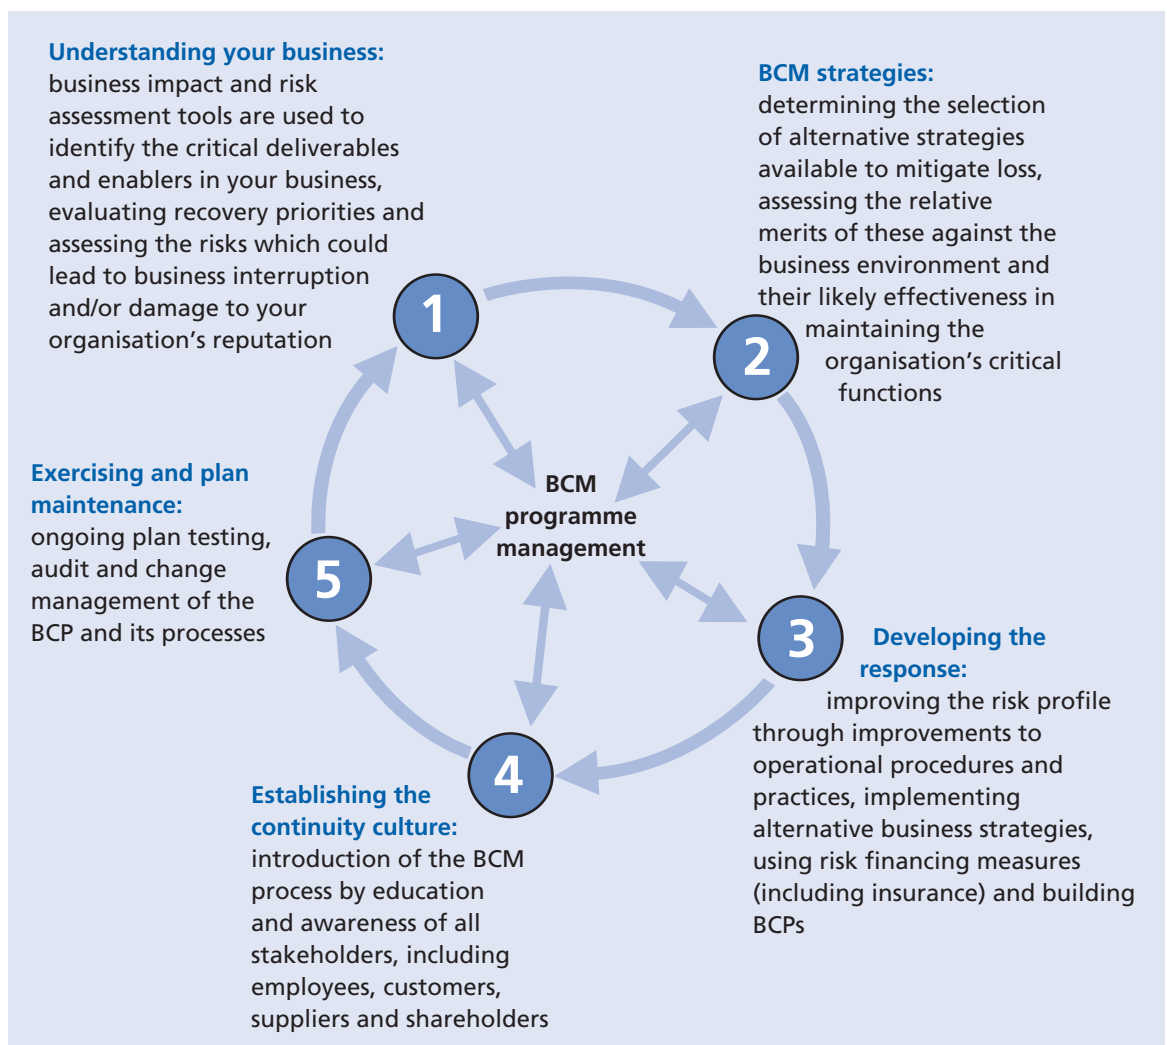 Understanding your business:
business impact and risk
assessment tools are used to
identify the critical deliverables
and enablers in your business,
evaluating recovery priorities and
assessing the risks which could
lead to business interruption
and/or damage to your
organisation's reputation
1
BCM strategies:
determining the selection
of alternative strategies
available to mitigate loss,
assessing the relative
merits of these against the
business environment and
their likely effectiveness in
maintaining the
organisation's critical
functions
2
BCM
programme
management
Exercising and plan
maintenance:
ongoing plan testing,
audit and change
management of the
BCP and its processes
5
3
Developing the
response:
improving the risk profile
through improvements to
operational procedures and
practices, implementing
alternative business strategies,
using risk financing measures
(including insurance) and building
BCPs
4
Establishing the
continuity culture:
introduction of the BCM
process by education
and awareness of all
stakeholders, including
employees, customers,
suppliers and shareholders